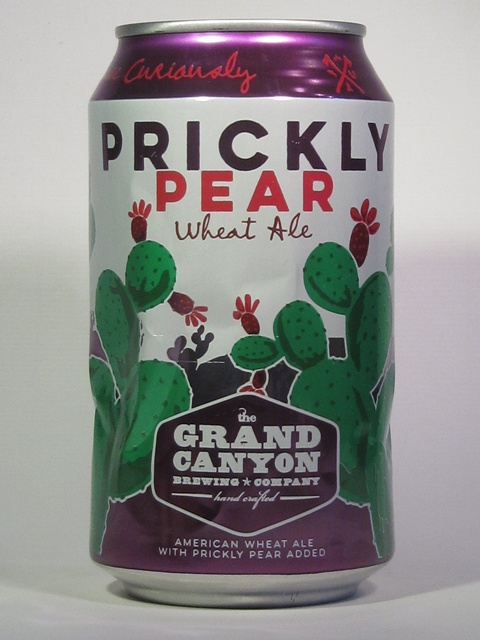 Curiously
PRICKLY
PEAR
Wheat Ale
the
GRAND
CANYON
BREWING ★ COMPANY
hand crafted
AMERICAN WHEAT ALE
WITH PRICKLY PEAR ADDED